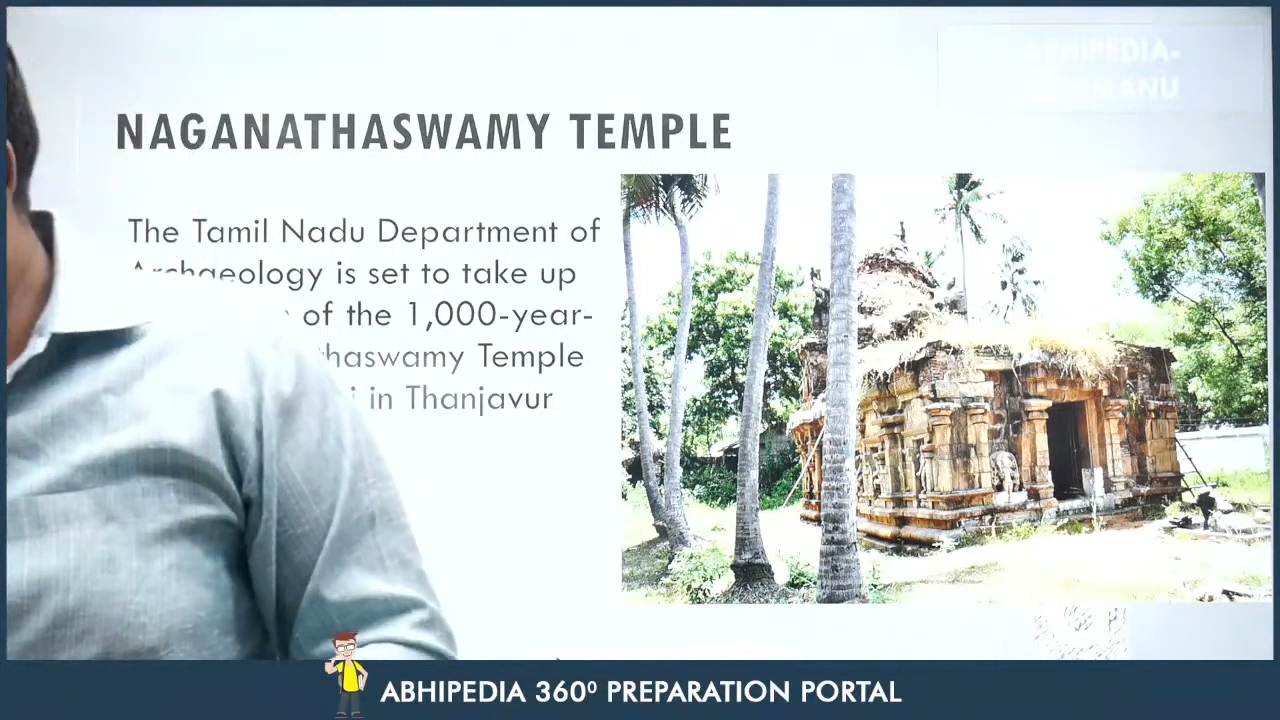 NAGANATHASWAMY TEMPLE
The Tamil Nadu Department of
Archaeology is set to take up
of the 1,000-year-
Temple
in Thanjavur
ABHIPEDIA 360⁰ PREPARATION PORTAL